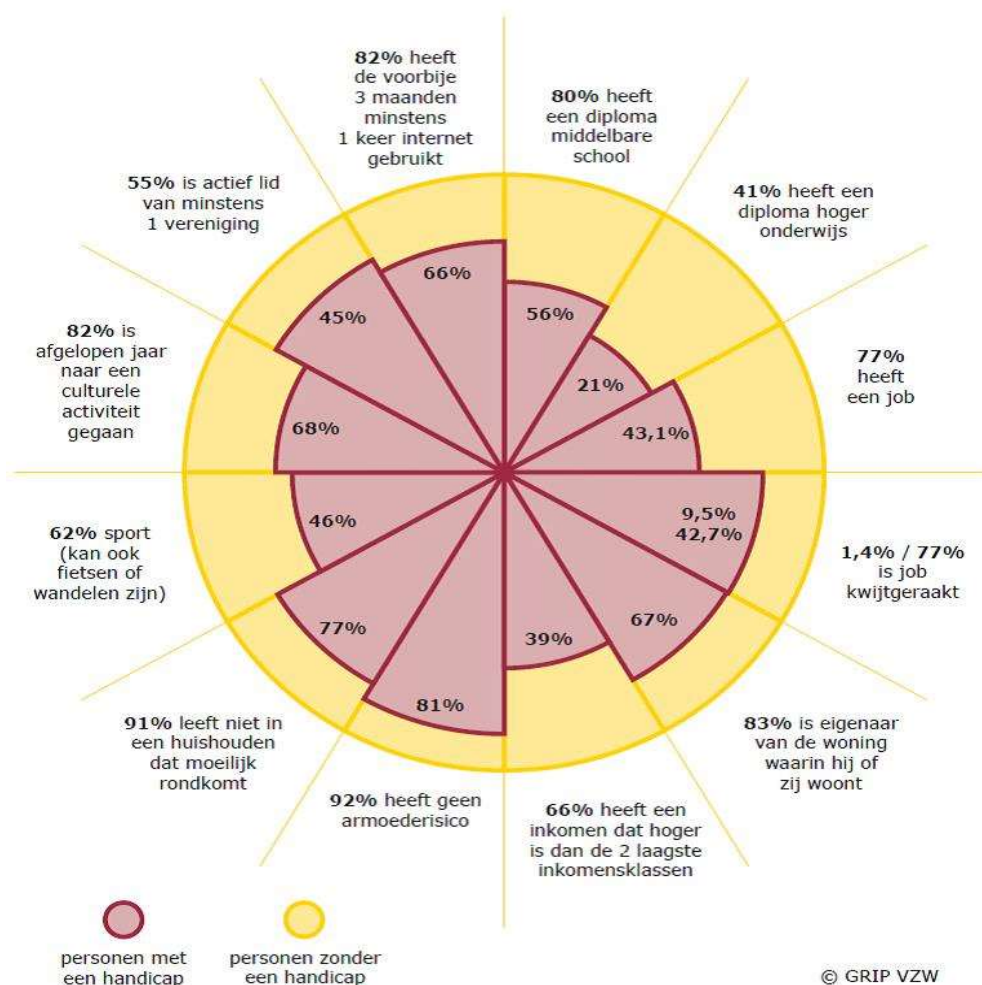 82% heeft
de voorbije
3 maanden
minstens
1 keer internet
gebruikt
80% heeft
een diploma
middelbare
school
41% heeft een
diploma hoger
onderwijs
77%
heeft
een job
1,4% / 77%
is job
kwijtgeraakt
83% is eigenaar
van de woning
waarin hij of
zij woont
66% heeft een
inkomen dat hoger
is dan de 2 laagste
inkomensklassen
92% heeft geen
armoederisico
91% leeft niet in
een huishouden
dat moeilijk
rondkomt
62% sport
(kan ook
fietsen of
wandelen zijn)
82% is
afgelopen jaar
naar een
culturele
activiteit
gegaan
55% is actief lid
van minstens
1 vereniging
66%
56%
21%
43,1%
9,5%
42,7%
67%
39%
81%
77%
46%
68%
45%
personen met
een handicap
personen zonder
een handicap
© GRIP VZW